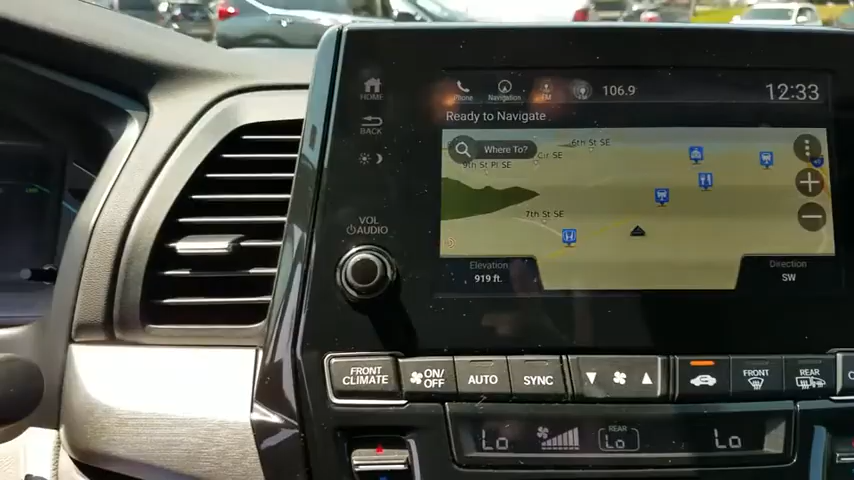 HOME
Phone
Navigation
FM
106.9
12:33
BACK
Ready to Navigate
Where To?
6th St SE
Cir SE
9th St Pl SE
7th St SE
VOL
AUDIO
Elevation
919 ft.
Direction
SW
FRONT
CLIMATE
ON/
OFF
AUTO
SYNC
FRONT
REAR
Lo
REAR
Lo
Lo